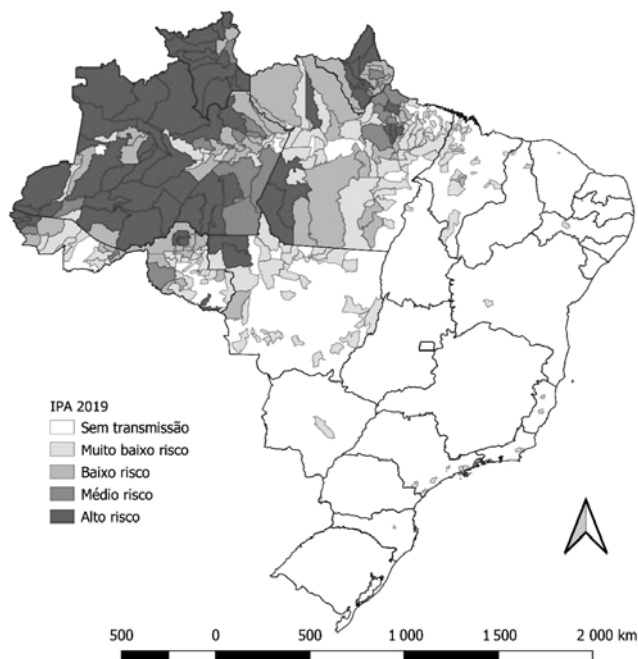 IPA 2019
Sem transmissão
Muito baixo risco
Baixo risco
Médio risco
Alto risco
500 0 500 1 000 1 500 2 000 km